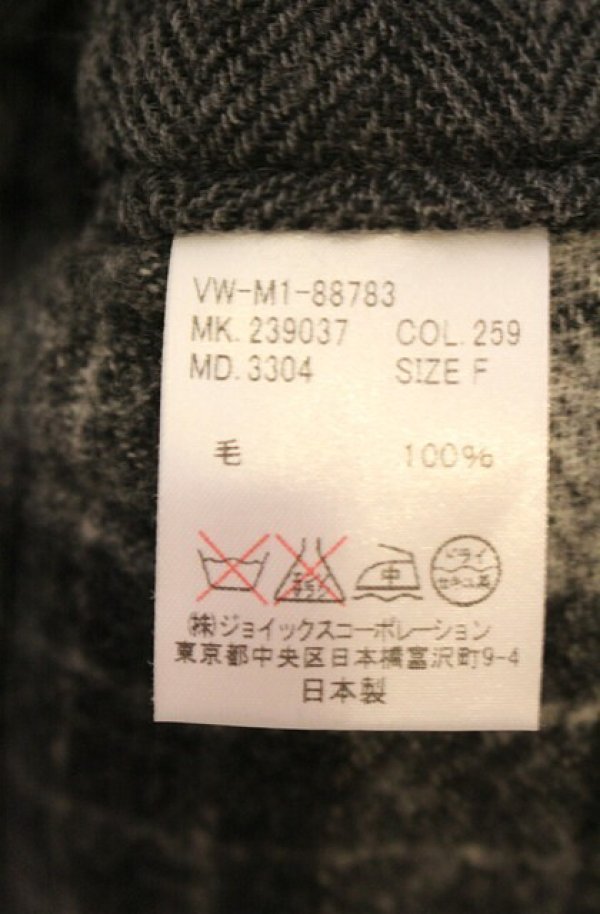 VW-M1-88783
MK. 239037 COL. 259
MD. 3304 SIZE F
毛 100%
中 ドライ
セキユ系
㈱ジョイックスコーポレーション
東京都中央区日本橋富沢町9-4
日本製